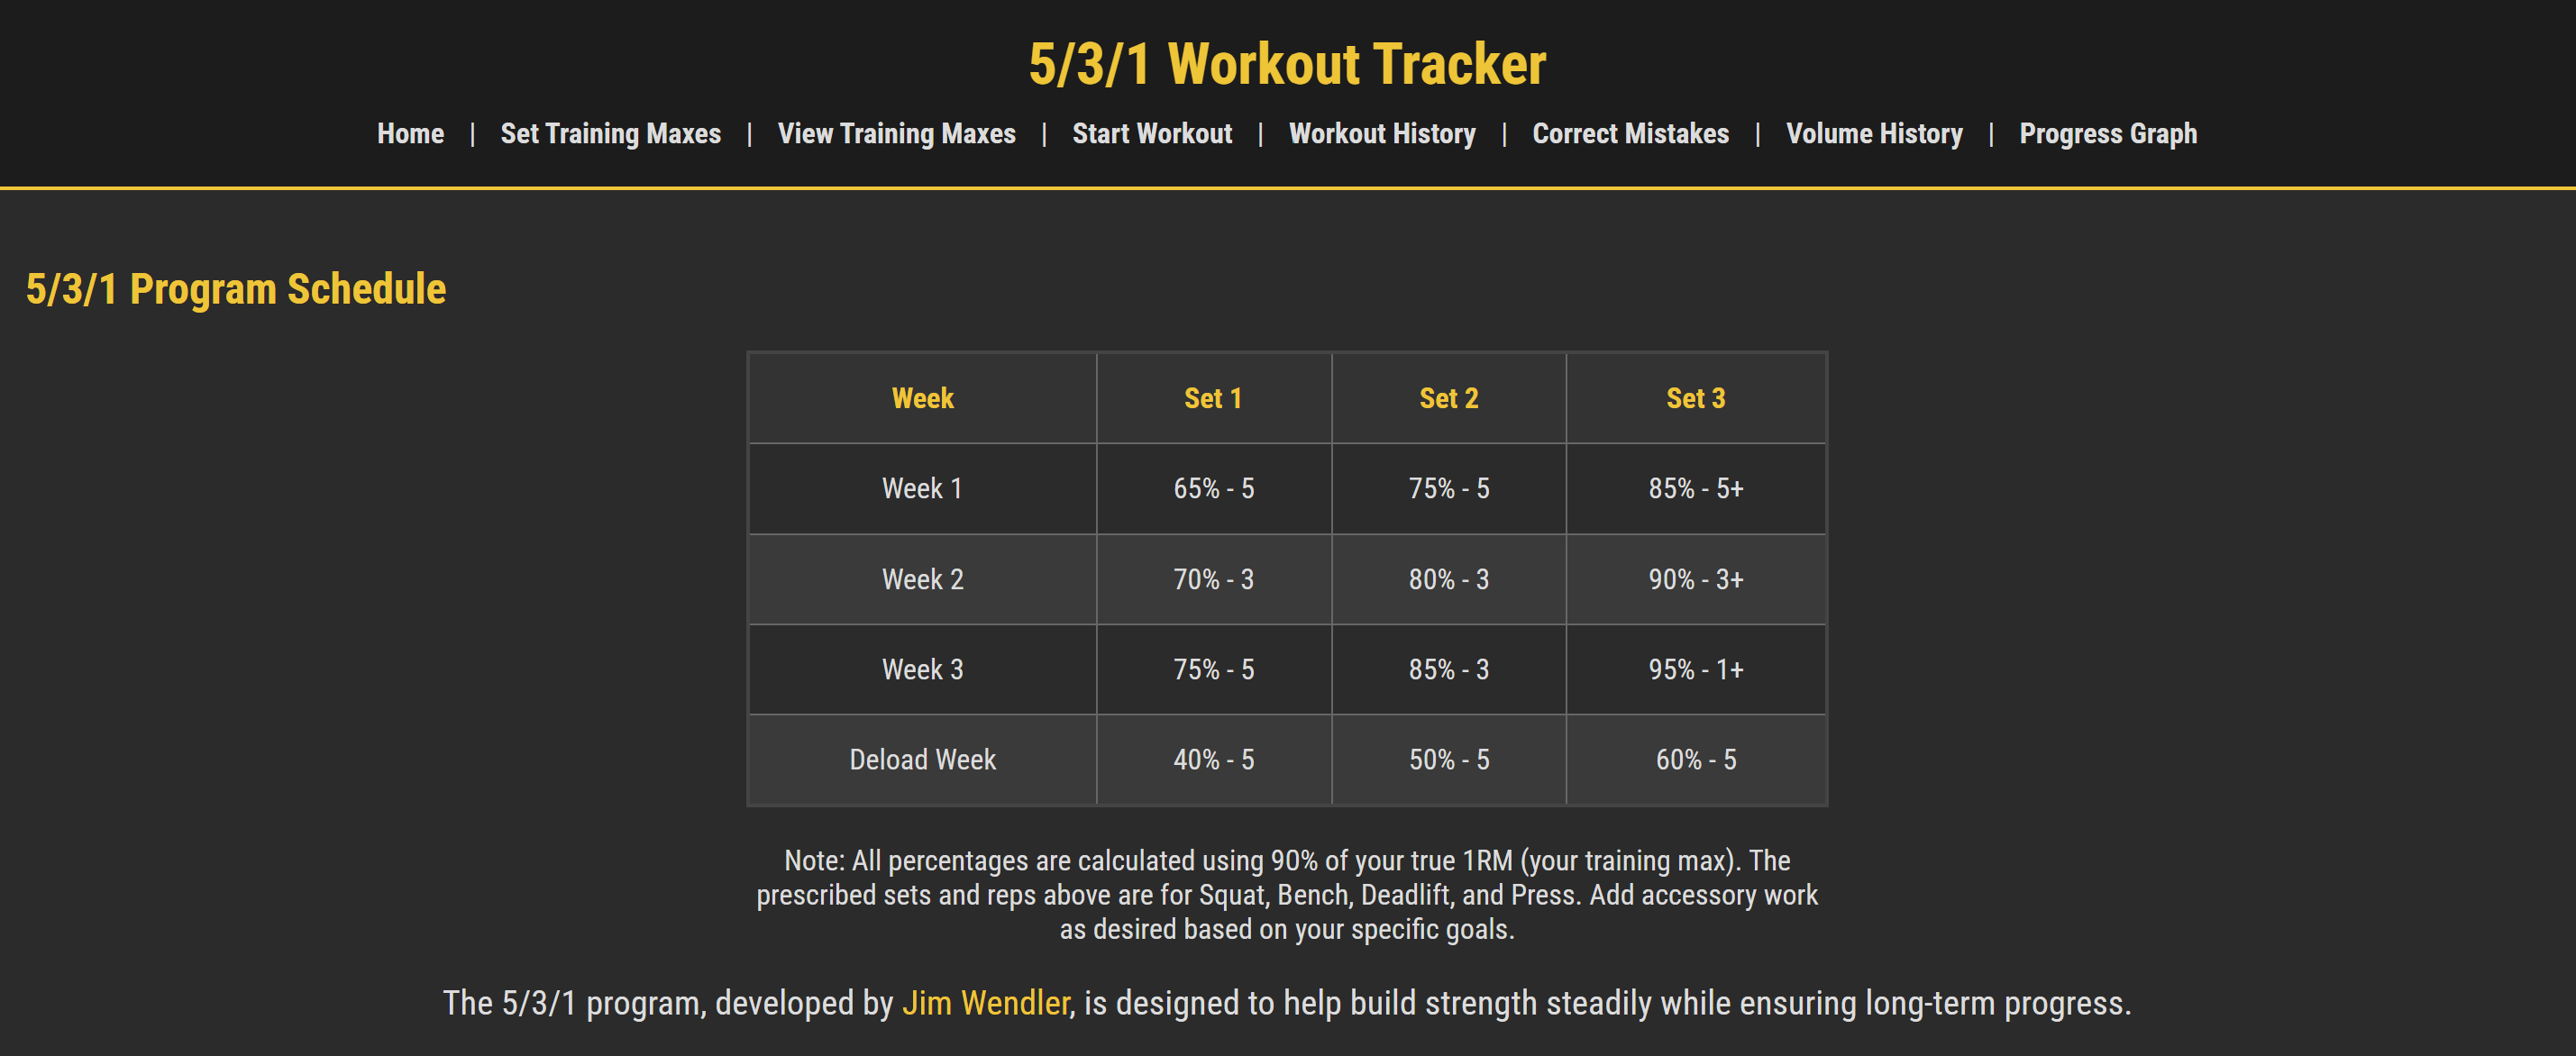 5/3/1 Workout Tracker
Home | Set Training Maxes | View Training Maxes | Start Workout | Workout History | Correct Mistakes | Volume History | Progress Graph
5/3/1 Program Schedule
Week Set 1 Set 2 Set 3
Week 1 65% - 5 75% - 5 85% - 5+
Week 2 70% - 3 80% - 3 90% - 3+
Week 3 75% - 5 85% - 3 95% - 1+
Deload Week 40% - 5 50% - 5 60% - 5
Note: All percentages are calculated using 90% of your true 1RM (your training max). The
prescribed sets and reps above are for Squat, Bench, Deadlift, and Press. Add accessory work
as desired based on your specific goals.
The 5/3/1 program, developed by Jim Wendler, is designed to help build strength steadily while ensuring long-term progress.